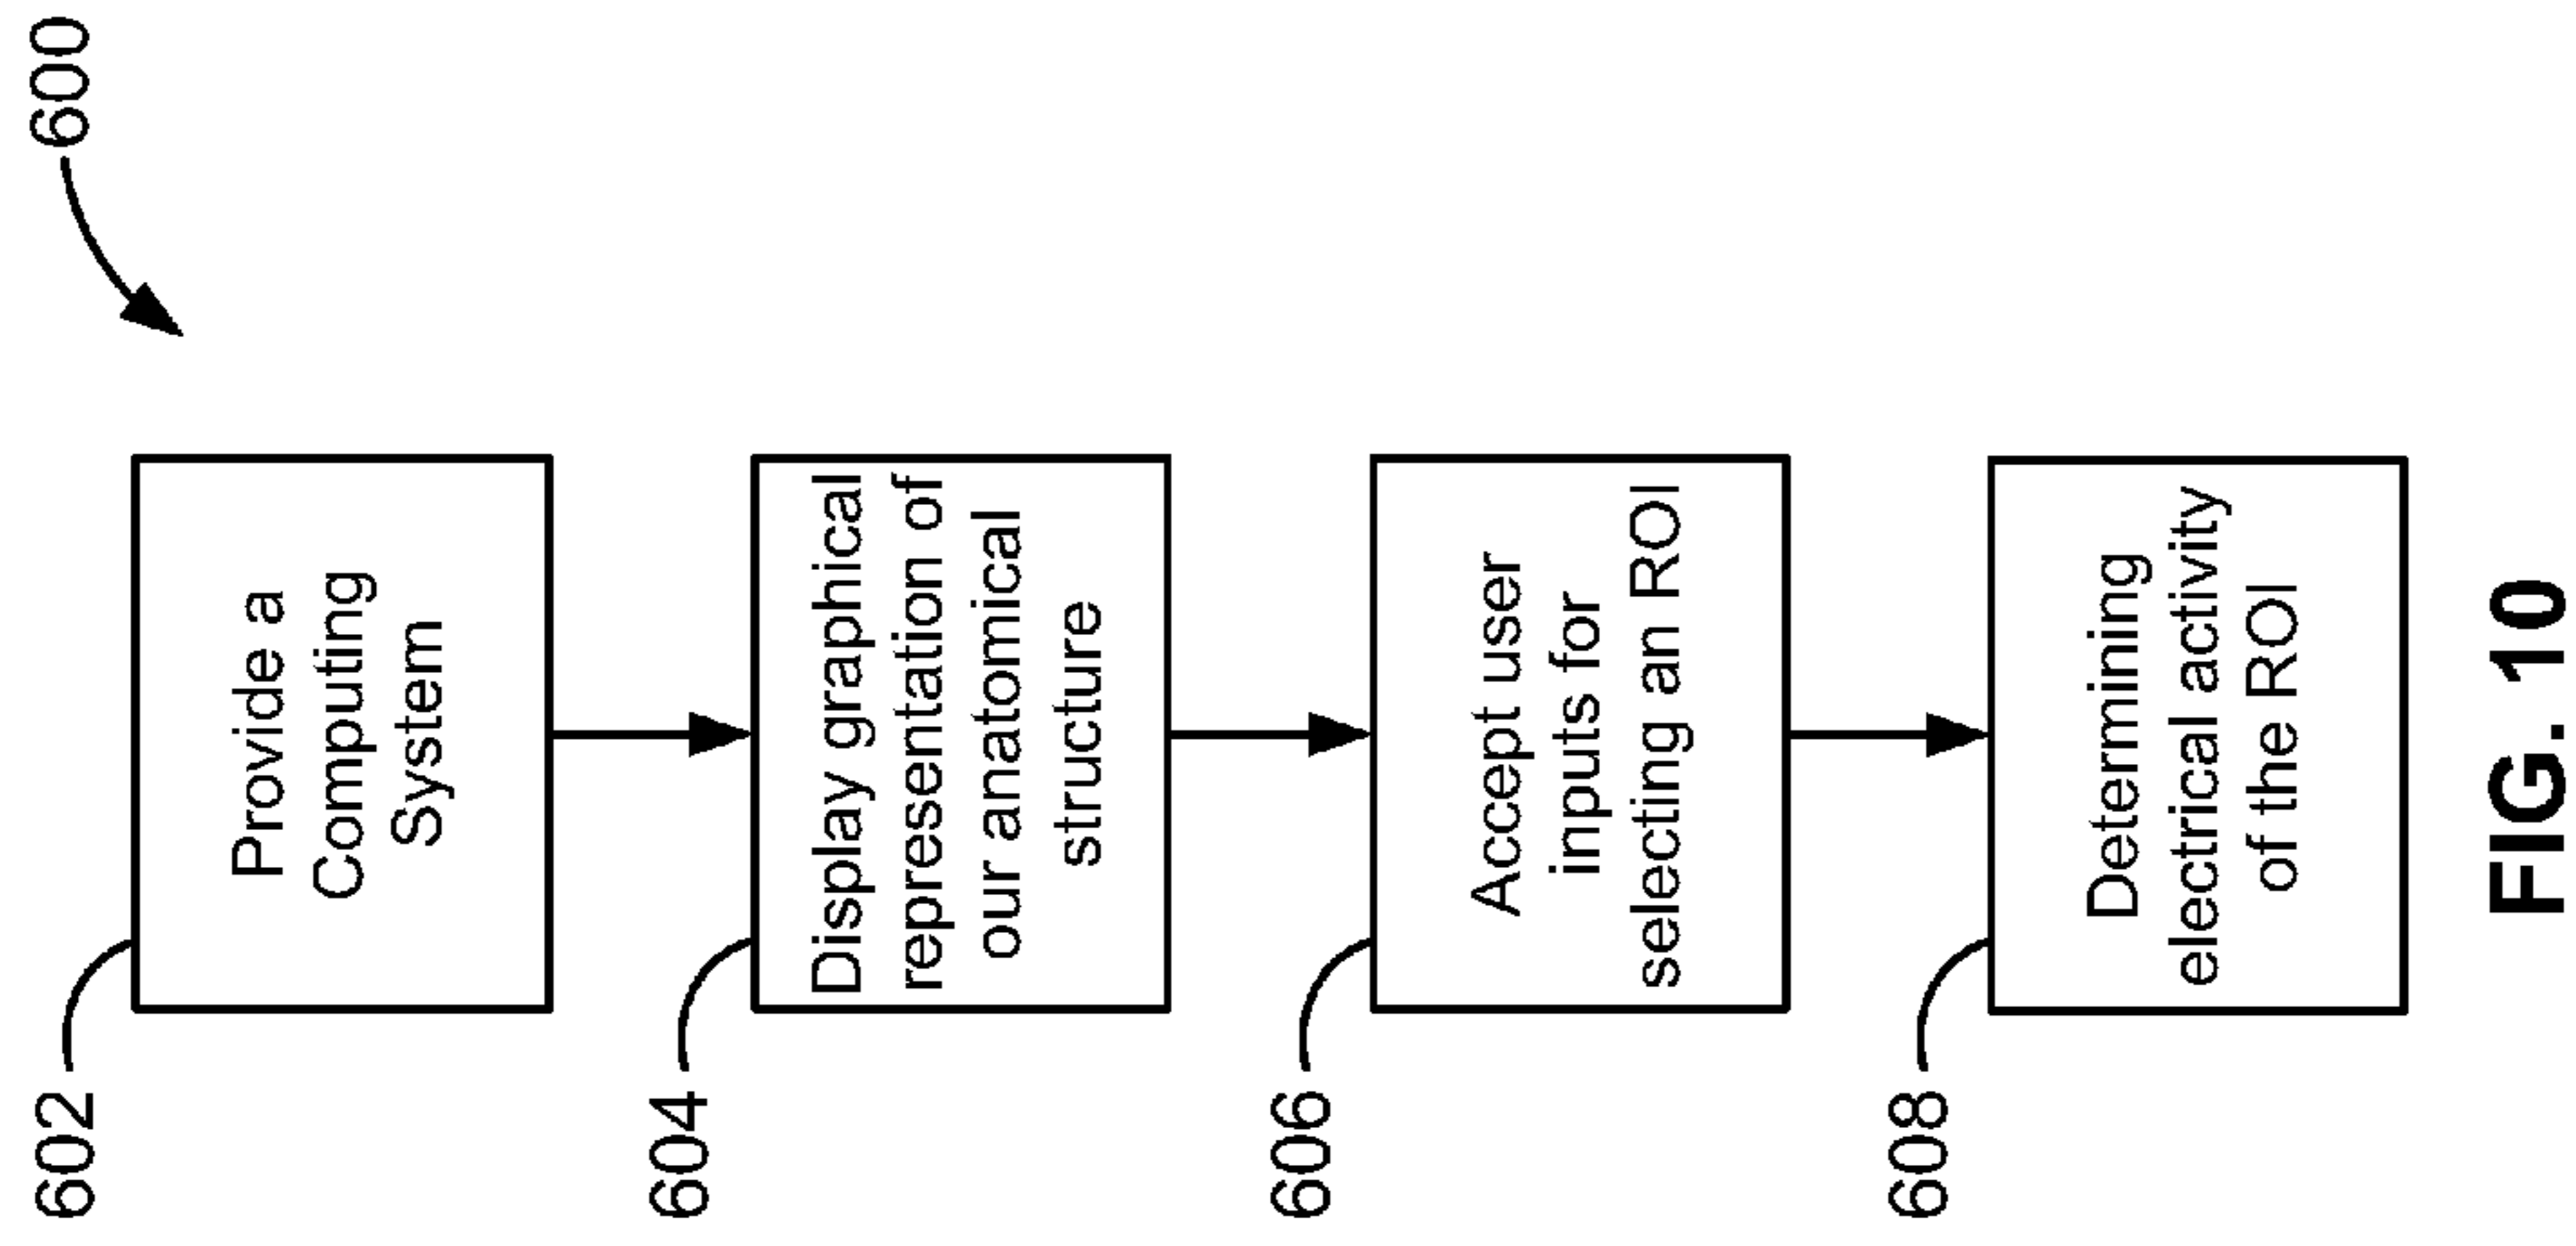 600
602
Provide a
Computing
System
604
Display graphical
representation of
our anatomical
structure
606
Accept user
inputs for
selecting an ROI
608
Determining
electrical activity
of the ROI
FIG. 10